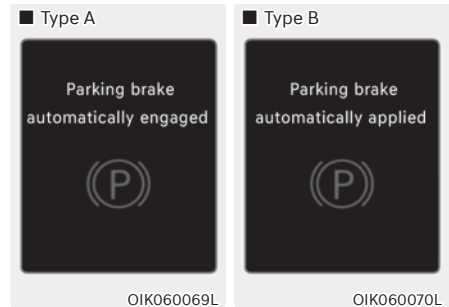 ■ Type A
Parking brake
automatically engaged
P
OIK060069L
■ Type B
Parking brake
automatically applied
P
OIK060070L